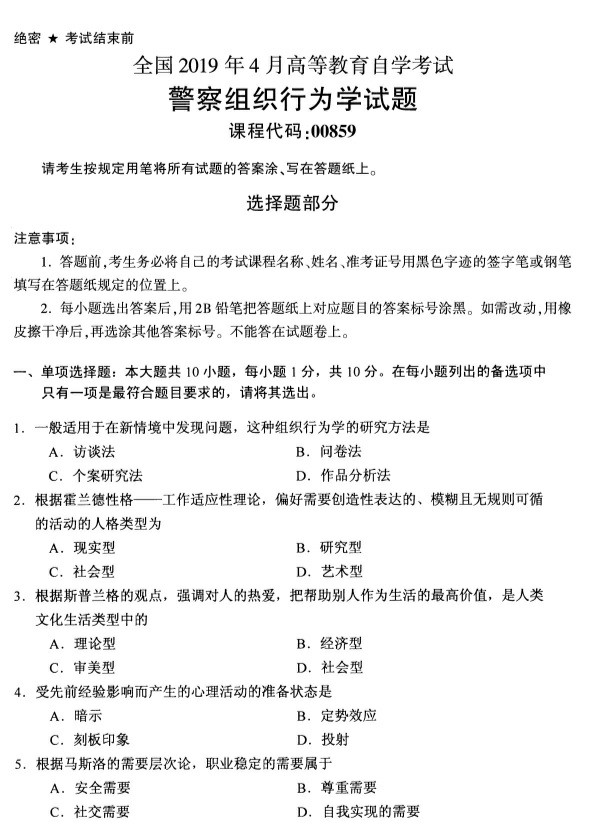 绝密 ★ 考试结束前
全国 2019 年 4 月高等教育自学考试
警察组织行为学试题
课程代码:00859
请考生按规定用笔将所有试题的答案涂、写在答题纸上。
选择题部分
注意事项:
1. 答题前,考生务必将自己的考试课程名称、姓名、准考证号用黑色字迹的签字笔或钢笔
填写在答题纸规定的位置上。
2. 每小题选出答案后,用 2B 铅笔把答题纸上对应题目的答案标号涂黑。如需改动,用橡
皮擦干净后,再选涂其他答案标号。不能答在试题卷上。
一、单项选择题:本大题共 10 小题,每小题 1 分,共 10 分。在每小题列出的备选项中
只有一项是最符合题目要求的,请将其选出。
1. 一般适用于在新情境中发现问题,这种组织行为学的研究方法是
A. 访谈法 B. 问卷法
C. 个案研究法 D. 作品分析法
2. 根据霍兰德性格——工作适应性理论,偏好需要创造性表达的、模糊且无规则可循
的活动的人格类型为
A. 现实型 B. 研究型
C. 社会型 D. 艺术型
3. 根据斯普兰格的观点,强调对人的热爱,把帮助别人作为生活的最高价值,是人类
文化生活类型中的
A. 理论型 B. 经济型
C. 审美型 D. 社会型
4. 受先前经验影响而产生的心理活动的准备状态是
A. 暗示 B. 定势效应
C. 刻板印象 D. 投射
5. 根据马斯洛的需要层次论,职业稳定的需要属于
A. 安全需要 B. 尊重需要
C. 社交需要 D. 自我实现的需要